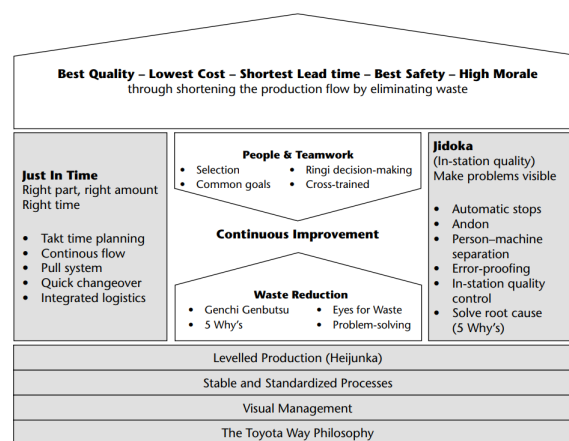 Best Quality – Lowest Cost – Shortest Lead time – Best Safety – High Morale
through shortening the production flow by eliminating waste
Just In Time
Right part, right amount
Right time
• Takt time planning
• Continous flow
• Pull system
• Quick changeover
• Integrated logistics
People & Teamwork
• Selection
• Common goals
• Ringi decision-making
• Cross-trained
Continuous Improvement
Waste Reduction
• Genchi Genbutsu
• 5 Why's
• Eyes for Waste
• Problem-solving
Jidoka
(In-station quality)
Make problems visible
• Automatic stops
• Andon
• Person–machine
separation
• Error-proofing
• In-station quality
control
• Solve root cause
(5 Why's)
Levelled Production (Heijunka)
Stable and Standardized Processes
Visual Management
The Toyota Way Philosophy